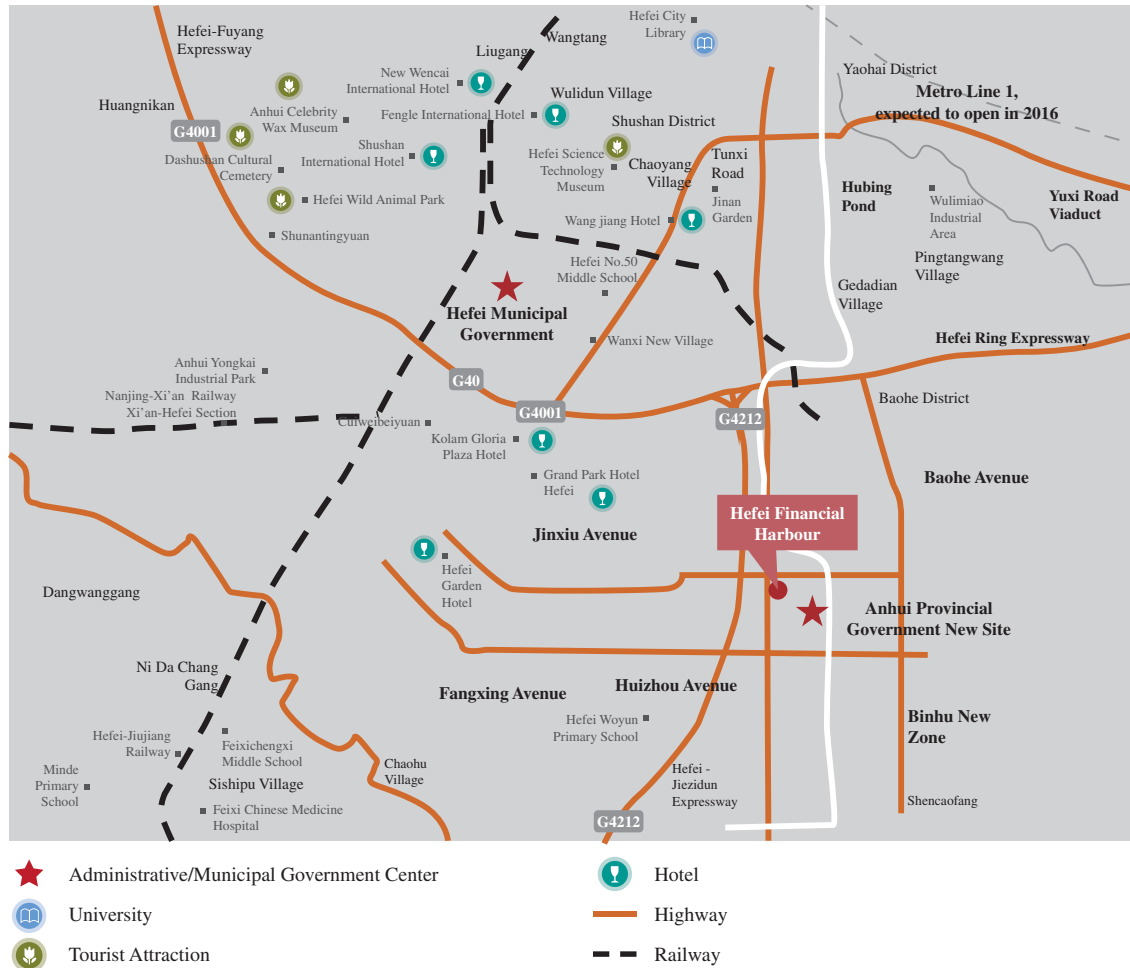 Hefei-Fuyang
Expressway
Liugang
Wangtang
Hefei City
Library
Yaohai District
Metro Line 1,
expected to open in 2016
New Wencai
International Hotel
Huangnikan
Anhui Celebrity
Wax Museum
Fengle International Hotel
Wulidun Village
Shushan District
G4001
Dashushan Cultural
Cemetery
Shushan
International Hotel
Hefei Science
Technology
Museum
Chaoyang
Village
Tunxi
Road
Hefei Wild Animal Park
Shunantingyuan
Wang jiang Hotel
Jinan
Garden
Hubing
Pond
Wulimiao
Industrial
Area
Yuxi Road
Viaduct
Pingtangwang
Village
Hefei No.50
Middle School
Gedadian
Village
Hefei Municipal
Government
Wanxi New Village
Hefei Ring Expressway
Anhui Yongkai
Industrial Park
Nanjing-Xi'an Railway
Xi'an-Hefei Section
G40
G4001
G4212
Baohe District
Cuiweibeiyuan
Kolam Gloria
Plaza Hotel
Grand Park Hotel
Hefei
Baohe Avenue
Jinxiu Avenue
Hefei Financial
Harbour
Hefei
Garden
Hotel
Dangwanggang
Anhui Provincial
Government New Site
Ni Da Chang
Gang
Fangxing Avenue
Huizhou Avenue
Hefei Woyun
Primary School
Binhu New
Zone
Hefei-Jiujiang
Railway
Feixichengxi
Middle School
Minde
Primary
School
Sishipu Village
Chaohu
Village
Hefei -
Jiezidun
Expressway
Shencaofang
Feixi Chinese Medicine
Hospital
G4212
Administrative/Municipal Government Center
Hotel
University
Highway
Tourist Attraction
Railway